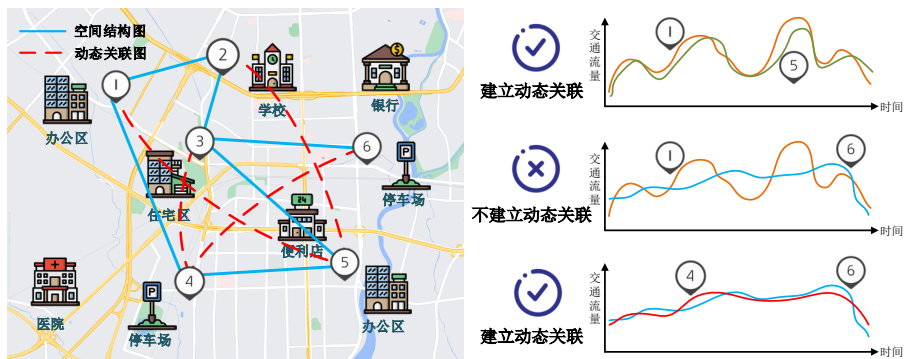 空间结构图
动态关联图
1
2
3
4
5
6
办公区
学校
银行
P
停车场
住宅区
24
便利店
医院
P
停车场
办公区
建立动态关联
交通流量
1
5
时间
不建立动态关联
交通流量
1
6
时间
建立动态关联
交通流量
4
6
时间